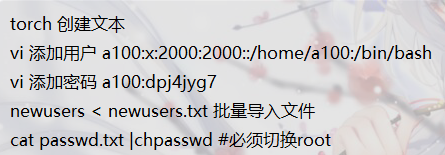 torch 创建文本
vi 添加用户 a100:x:2000:2000::/home/a100:/bin/bash
vi 添加密码 a100:dpj4jyg7
newusers < newusers.txt 批量导入文件
cat passwd.txt |chpasswd #必须切换root